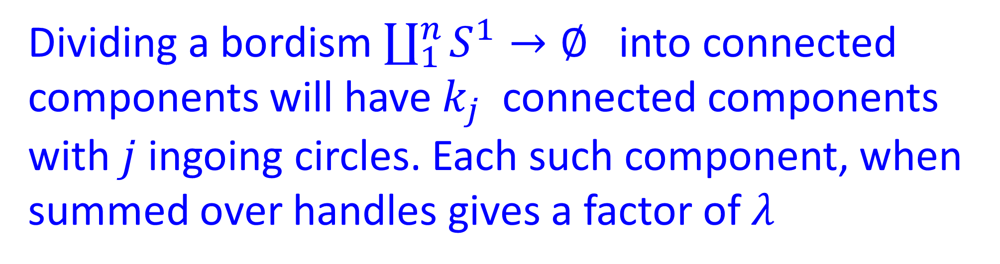 Dividing a bordism ∐₁ⁿ S¹ → ∅ into connected
components will have kⱼ connected components
with j ingoing circles. Each such component, when
summed over handles gives a factor of λ